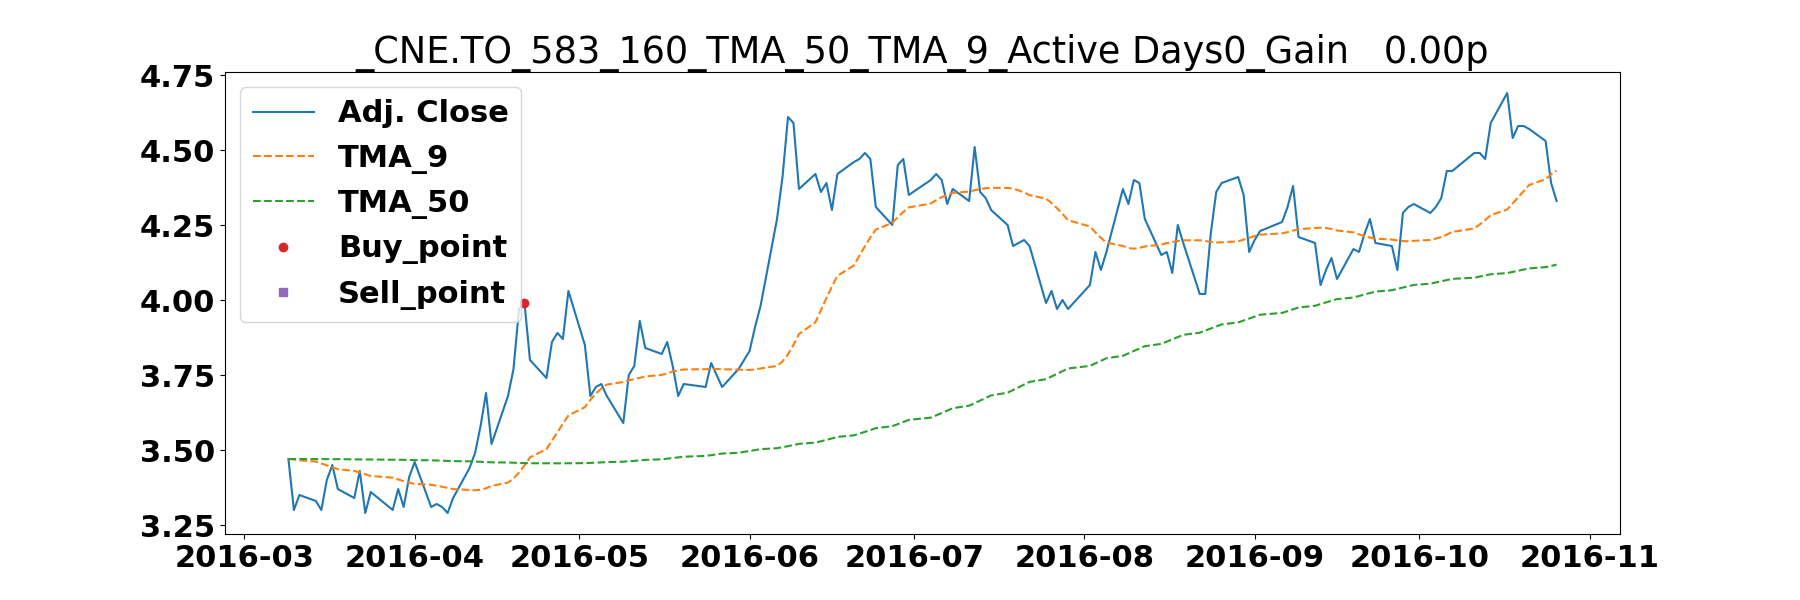 _CNE.TO_583_160_TMA_50_TMA_9_Active Days0_Gain   0.00p
4.75
4.50
4.25
4.00
3.75
3.50
3.25
Adj. Close
TMA_9
TMA_50
Buy_point
Sell_point
2016-03 2016-04 2016-05 2016-06 2016-07 2016-08 2016-09 2016-10 2016-11